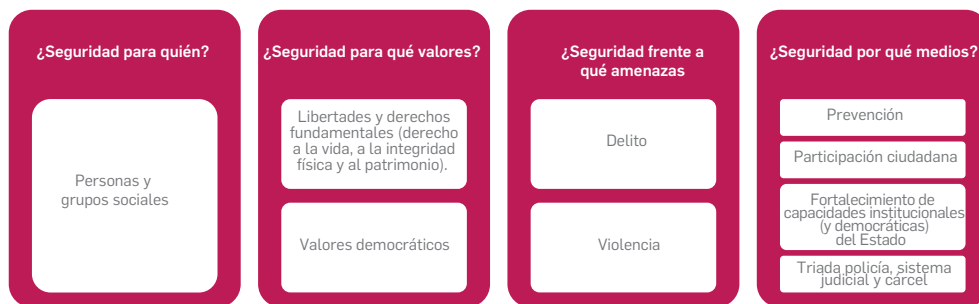 ¿Seguridad para quién?
Personas y
grupos sociales
¿Seguridad para qué valores?
Libertades y derechos
fundamentales (derecho
a la vida, a la integridad
física y al patrimonio).
Valores democráticos
¿Seguridad frente a
qué amenazas
Delito
Violencia
¿Seguridad por qué medios?
Prevención
Participación ciudadana
Fortalecimiento de
capacidades institucionales
(y democráticas)
del Estado
Triada policía, sistema
judicial y cárcel